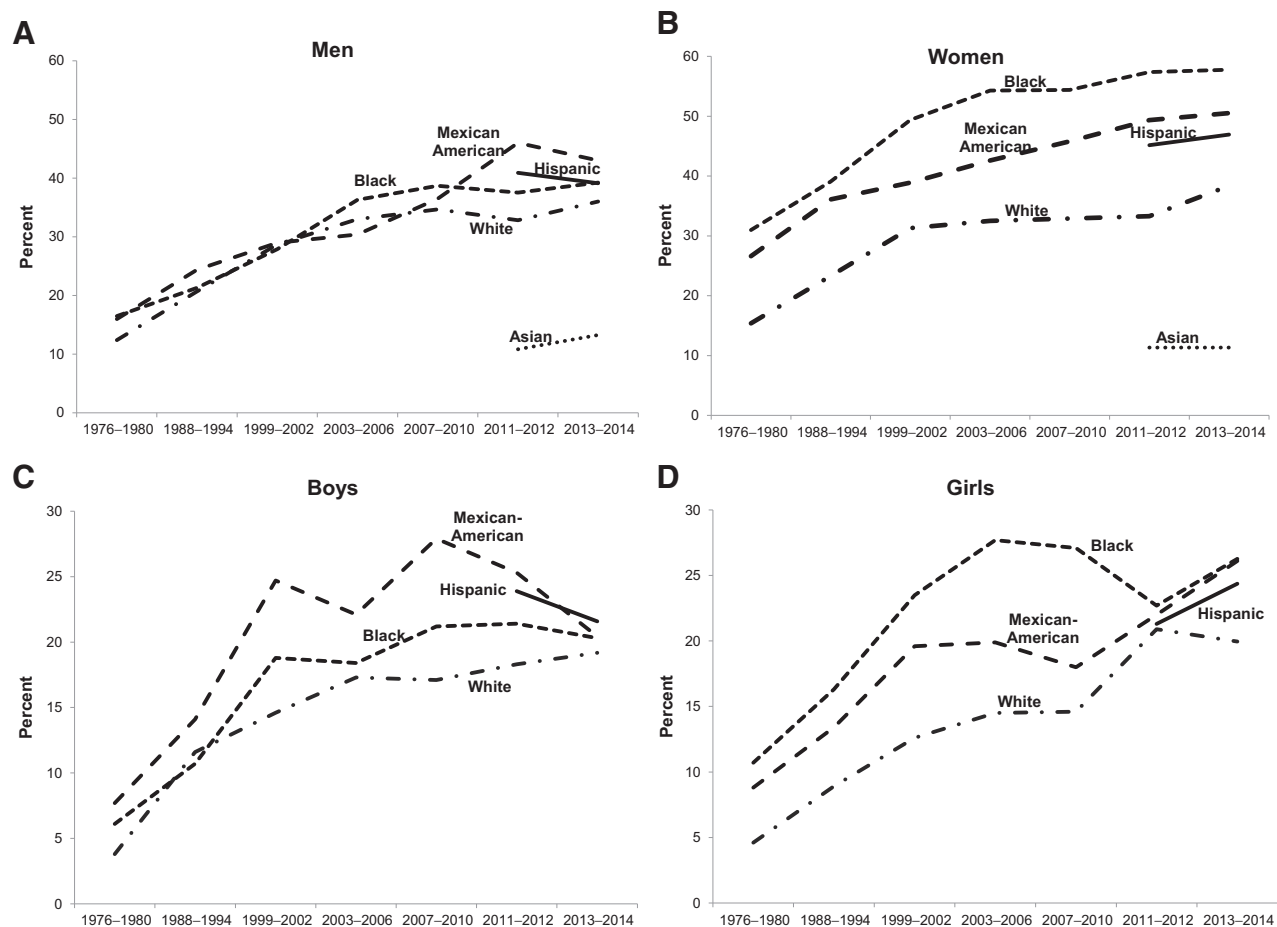 A
Men
60
50
40
30
20
10
0
Percent
Mexican
American
Hispanic
Black
White
Asian
1976–1980 1988–1994 1999–2002 2003–2006 2007–2010 2011–2012 2013–2014
B
Women
60
50
40
30
20
10
0
Percent
Black
Mexican
American
Hispanic
White
Asian
1976–1980 1988–1994 1999–2002 2003–2006 2007–2010 2011–2012 2013–2014
C
Boys
30
25
20
15
10
5
0
Percent
Mexican-
American
Hispanic
Black
White
1976–1980 1988–1994 1999–2002 2003–2006 2007–2010 2011–2012 2013–2014
D
Girls
30
25
20
15
10
5
0
Percent
Black
Mexican-
American
Hispanic
White
1976–1980 1988–1994 1999–2002 2003–2006 2007–2010 2011–2012 2013–2014